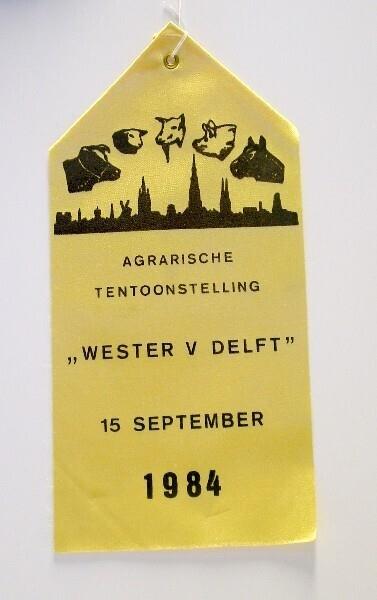 AGRARISCHE
TENTOONSTELLING
„WESTER V DELFT”
15 SEPTEMBER
1984